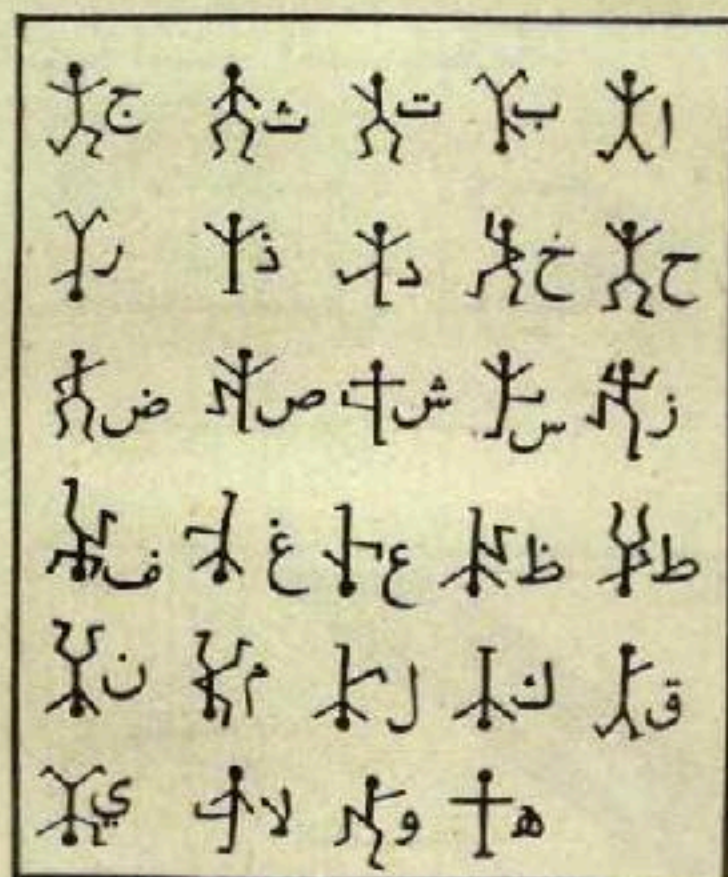 ا ب ت ث ج
ح خ د ذ ر
ز س ش ص ض
ط ظ ع غ ف
ق ك ل م ن
ه و لا ي